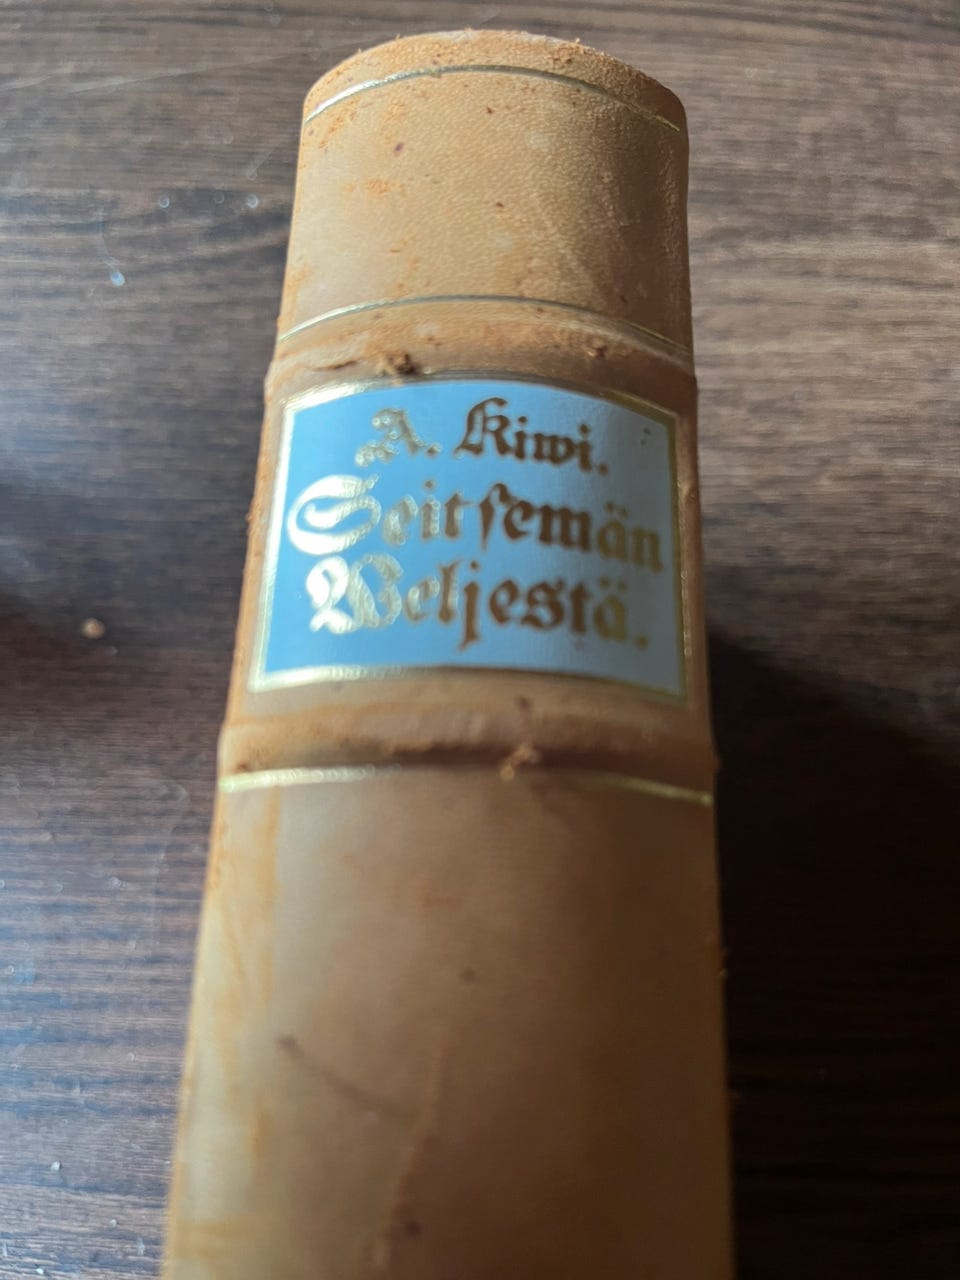 A. Kiwi.
Seitſemän
Weljestä.